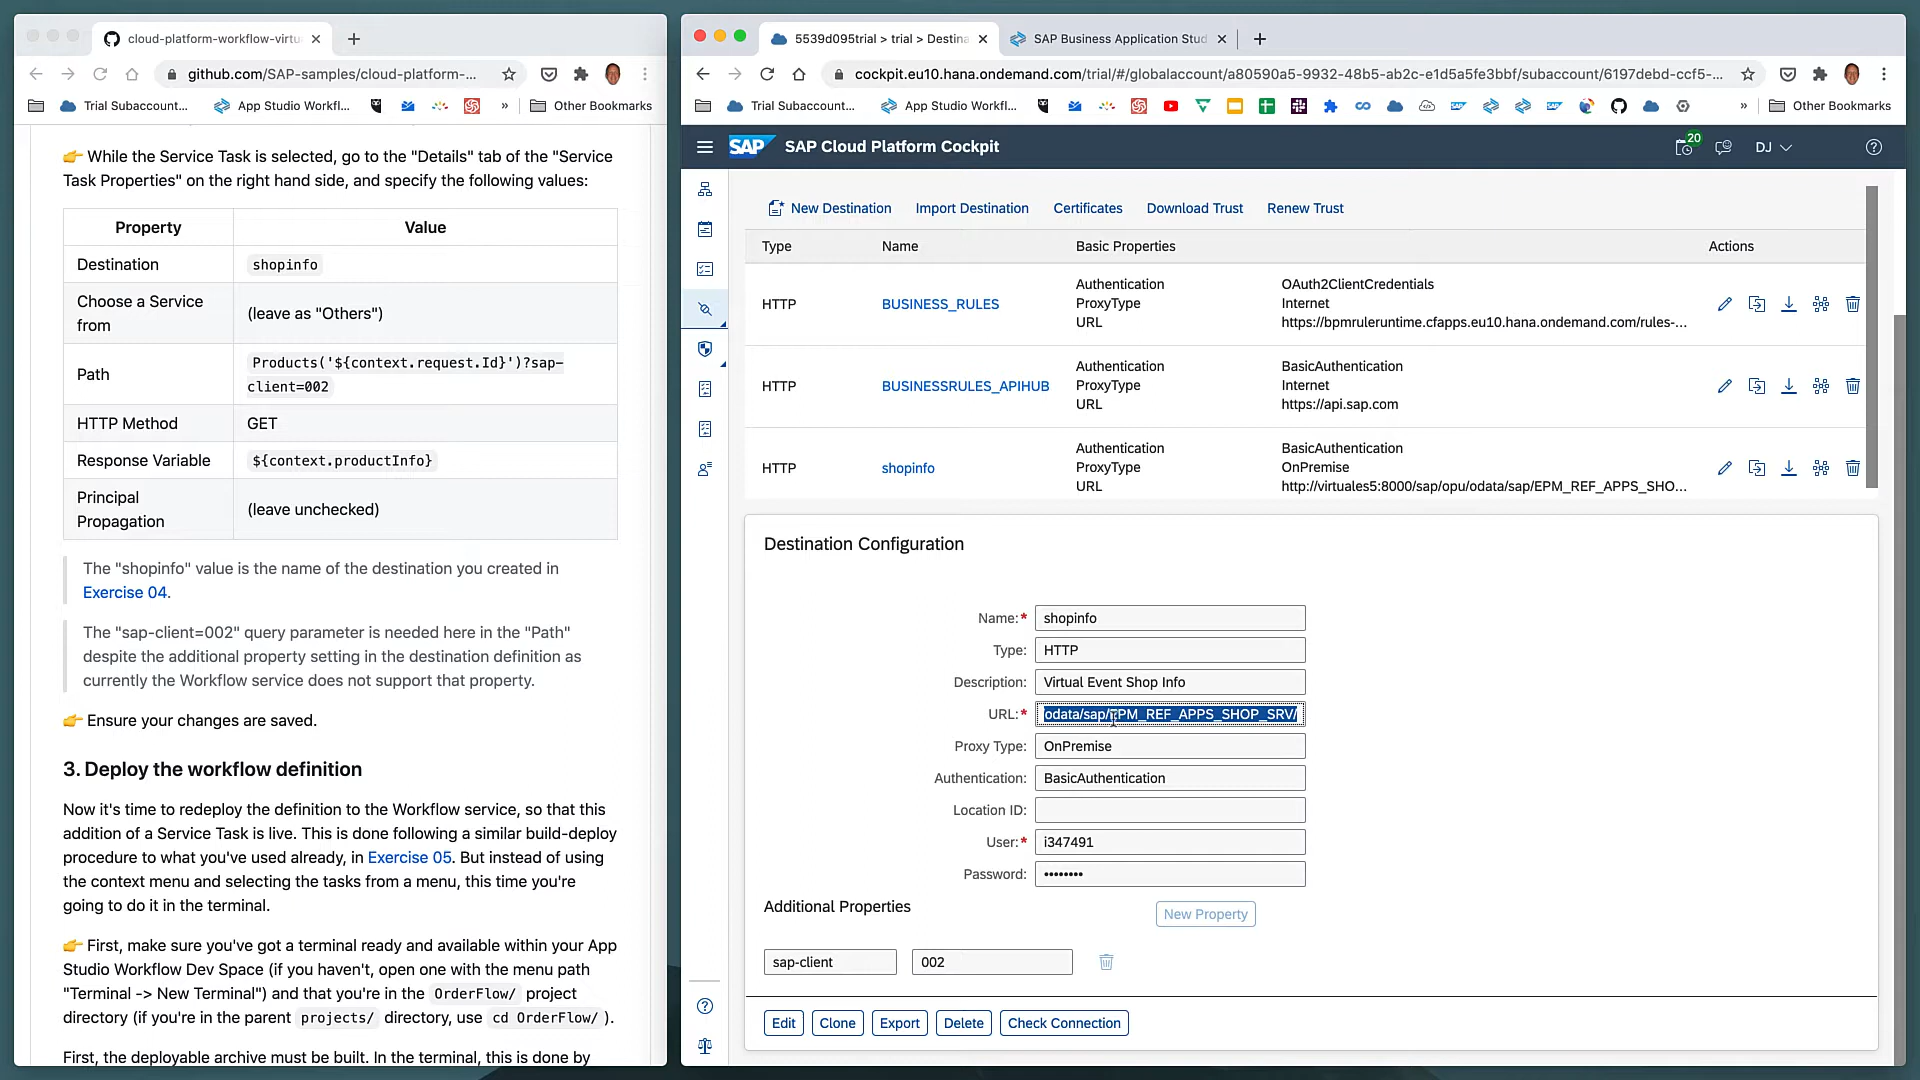 cloud-platform-workflow-virtu
github.com/SAP-samples/cloud-platform-...
Trial Subaccount...
App Studio Workfl...
»
Other Bookmarks
👉 While the Service Task is selected, go to the "Details" tab of the "Service
Task Properties" on the right hand side, and specify the following values:
Property Value
Destination shopinfo
Choose a Service
from
(leave as "Others")
Path
Products('${context.request.Id}')?sap-
client=002
HTTP Method GET
Response Variable ${context.productInfo}
Principal
Propagation
(leave unchecked)
The "shopinfo" value is the name of the destination you created in
Exercise 04.
The "sap-client=002" query parameter is needed here in the "Path"
despite the additional property setting in the destination definition as
currently the Workflow service does not support that property.
👉 Ensure your changes are saved.
3. Deploy the workflow definition
Now it's time to redeploy the definition to the Workflow service, so that this
addition of a Service Task is live. This is done following a similar build-deploy
procedure to what you've used already, in Exercise 05. But instead of using
the context menu and selecting the tasks from a menu, this time you're
going to do it in the terminal.
👉 First, make sure you've got a terminal ready and available within your App
Studio Workflow Dev Space (if you haven't, open one with the menu path
"Terminal -> New Terminal") and that you're in the OrderFlow/ project
directory (if you're in the parent projects/ directory, use cd OrderFlow/ ).
First, the deployable archive must be built. In the terminal, this is done by
5539d095trial > trial > Destina
SAP Business Application Stud
cockpit.eu10.hana.ondemand.com/trial/#/globalaccount/a80590a5-9932-48b5-ab2c-e1d5a5fe3bbf/subaccount/6197debd-ccf5-...
Trial Subaccount...
App Studio Workfl...
»
Other Bookmarks
SAP
SAP Cloud Platform Cockpit
20
DJ
New Destination Import Destination Certificates Download Trust Renew Trust
Type Name Basic Properties Actions
HTTP BUSINESS_RULES
Authentication OAuth2ClientCredentials
ProxyType Internet
URL https://bpmruleruntime.cfapps.eu10.hana.ondemand.com/rules-...
HTTP BUSINESSRULES_APIHUB
Authentication BasicAuthentication
ProxyType Internet
URL https://api.sap.com
HTTP shopinfo
Authentication BasicAuthentication
ProxyType OnPremise
URL http://virtuales5:8000/sap/opu/odata/sap/EPM_REF_APPS_SHO...
Destination Configuration
Name:* shopinfo
Type: HTTP
Description: Virtual Event Shop Info
URL:* odata/sap/EPM_REF_APPS_SHOP_SRV/
Proxy Type: OnPremise
Authentication: BasicAuthentication
Location ID:
User:* i347491
Password: ••••••••
Additional Properties
New Property
sap-client 002
Edit Clone Export Delete Check Connection